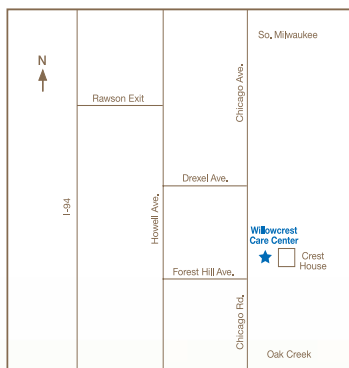 So. Milwaukee
N
Chicago Ave.
Rawson Exit
Drexel Ave.
I-94
Howell Ave.
Willowcrest
Care Center
Crest
House
Forest Hill Ave.
Chicago Rd.
Oak Creek